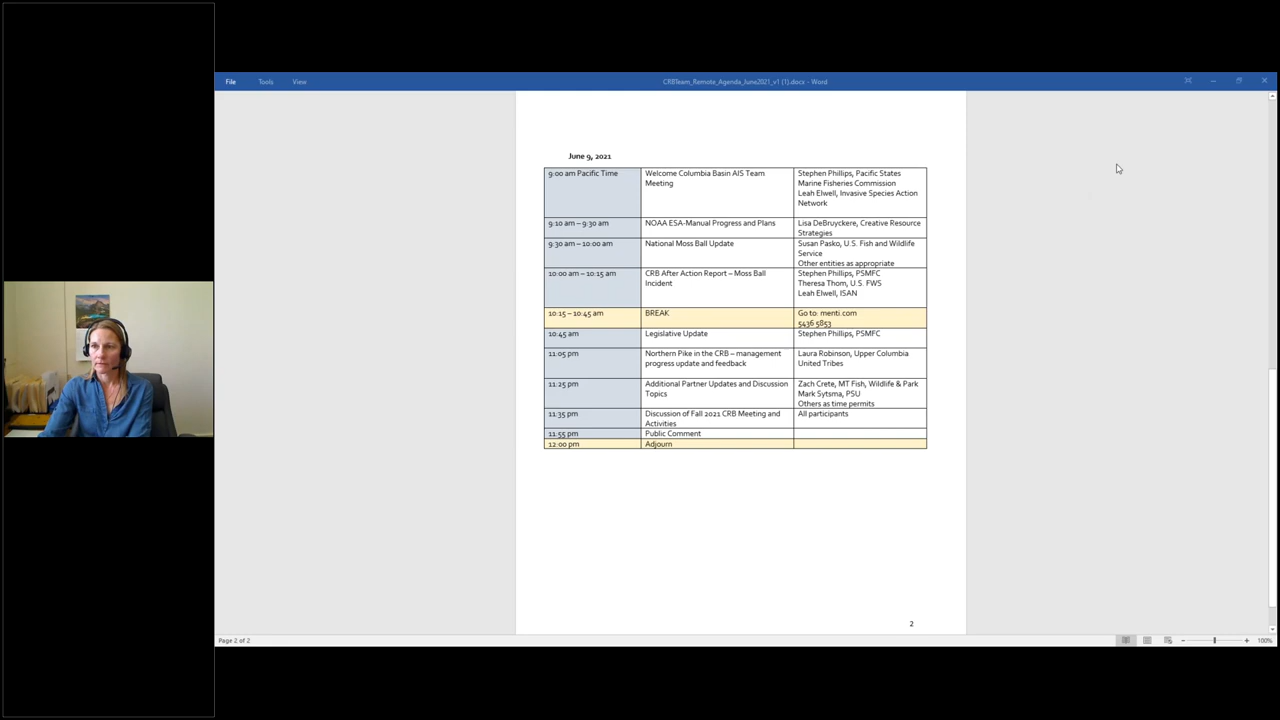 File Tools View CRBTeam_Remote_Agenda_June2021_v1 (1).docx - Word
June 9, 2021
9:00 am Pacific Time
Welcome Columbia Basin AIS Team
Meeting
Stephen Phillips, Pacific States
Marine Fisheries Commission
Leah Elwell, Invasive Species Action
Network
9:10 am – 9:30 am
NOAA ESA-Manual Progress and Plans
Lisa DeBruyckere, Creative Resource
Strategies
9:30 am – 10:00 am
National Moss Ball Update
Susan Pasko, U.S. Fish and Wildlife
Service
Other entities as appropriate
10:00 am – 10:15 am
CRB After Action Report – Moss Ball
Incident
Stephen Phillips, PSMFC
Theresa Thom, U.S. FWS
Leah Elwell, ISAN
10:15 – 10:45 am
BREAK
Go to: menti.com
5436 5853
10:45 am
Legislative Update
Stephen Phillips, PSMFC
11:05 pm
Northern Pike in the CRB – management
progress update and feedback
Laura Robinson, Upper Columbia
United Tribes
11:25 pm
Additional Partner Updates and Discussion
Topics
Zach Crete, MT Fish, Wildlife & Park
Mark Sytsma, PSU
Others as time permits
11:35 pm
Discussion of Fall 2021 CRB Meeting and
Activities
All participants
11:55 pm
Public Comment
12:00 pm
Adjourn
2
Page 2 of 2
100%